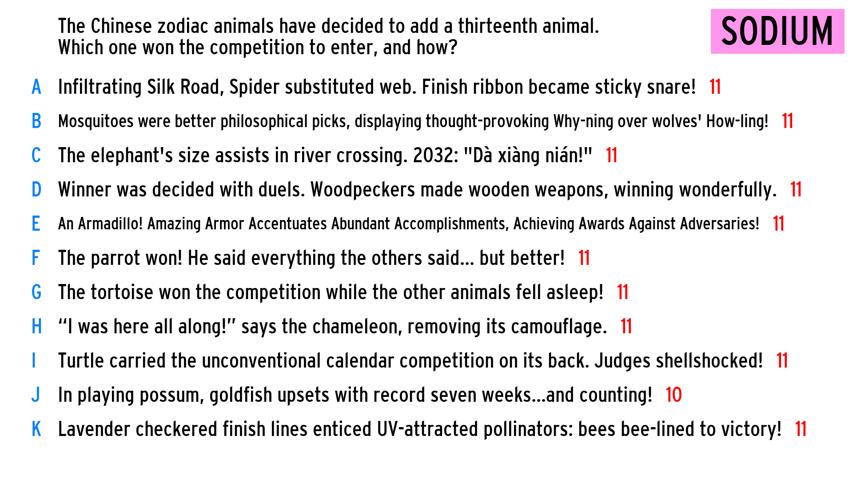 The Chinese zodiac animals have decided to add a thirteenth animal.
Which one won the competition to enter, and how?
SODIUM
A Infiltrating Silk Road, Spider substituted web. Finish ribbon became sticky snare! 11
B Mosquitoes were better philosophical picks, displaying thought-provoking Why-ning over wolves' How-ling! 11
C The elephant's size assists in river crossing. 2032: "Dà xiàng nián!" 11
D Winner was decided with duels. Woodpeckers made wooden weapons, winning wonderfully. 11
E An Armadillo! Amazing Armor Accentuates Abundant Accomplishments, Achieving Awards Against Adversaries! 11
F The parrot won! He said everything the others said... but better! 11
G The tortoise won the competition while the other animals fell asleep! 11
H “I was here all along!” says the chameleon, removing its camouflage. 11
I Turtle carried the unconventional calendar competition on its back. Judges shellshocked! 11
J In playing possum, goldfish upsets with record seven weeks...and counting! 10
K Lavender checkered finish lines enticed UV-attracted pollinators: bees bee-lined to victory! 11